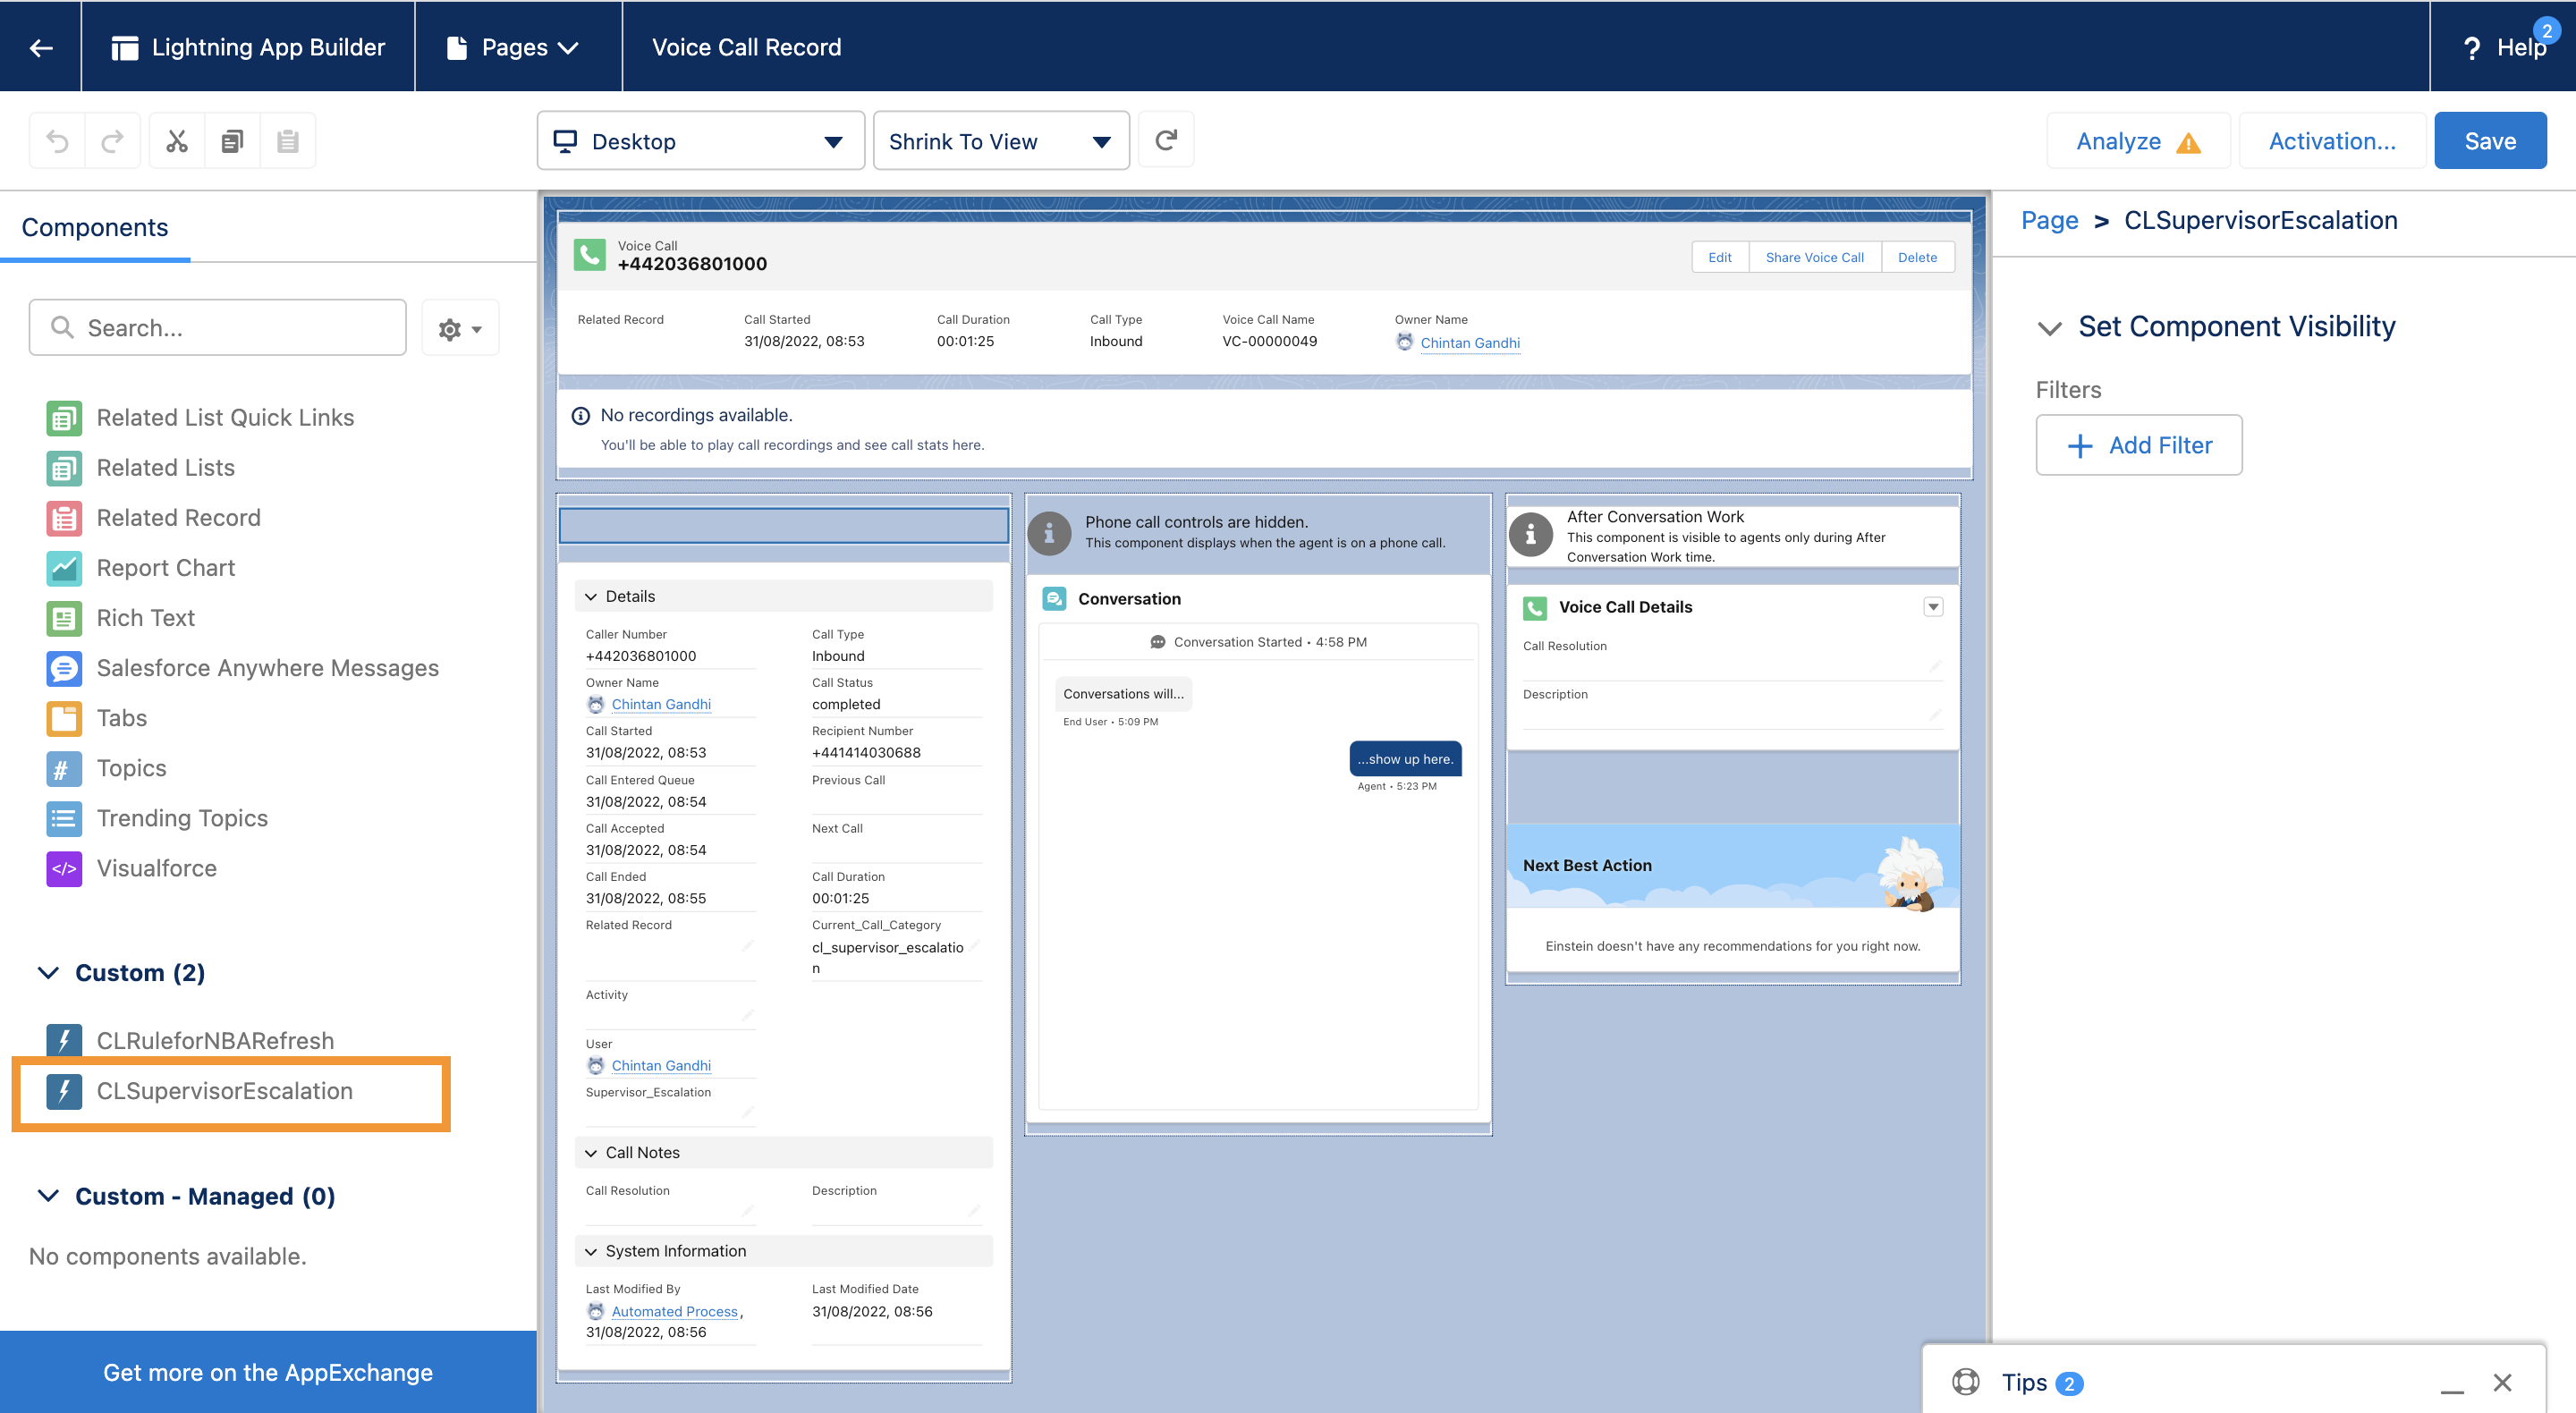 Lightning App Builder
Pages
Voice Call Record
? Help
2
Desktop
Shrink To View
Analyze
Activation...
Save
Components
Search...
Related List Quick Links
Related Lists
Related Record
Report Chart
Rich Text
Salesforce Anywhere Messages
Tabs
# Topics
Trending Topics
</> Visualforce
Custom (2)
CLRuleforNBARefresh
CLSupervisorEscalation
Custom - Managed (0)
No components available.
Get more on the AppExchange
Voice Call
+442036801000
Edit
Share Voice Call
Delete
Related Record
Call Started
31/08/2022, 08:53
Call Duration
00:01:25
Call Type
Inbound
Voice Call Name
VC-00000049
Owner Name
Chintan Gandhi
No recordings available.
You'll be able to play call recordings and see call stats here.
Details
Caller Number
+442036801000
Call Type
Inbound
Owner Name
Chintan Gandhi
Call Status
completed
Call Started
31/08/2022, 08:53
Recipient Number
+441414030688
Call Entered Queue
31/08/2022, 08:54
Previous Call
Call Accepted
31/08/2022, 08:54
Next Call
Call Ended
31/08/2022, 08:55
Call Duration
00:01:25
Related Record
Current_Call_Category
cl_supervisor_escalatio
n
Activity
User
Chintan Gandhi
Supervisor_Escalation
Call Notes
Call Resolution
Description
System Information
Last Modified By
Automated Process,
31/08/2022, 08:56
Last Modified Date
31/08/2022, 08:56
Phone call controls are hidden.
This component displays when the agent is on a phone call.
Conversation
Conversation Started • 4:58 PM
Conversations will...
End User • 5:09 PM
...show up here.
Agent • 5:23 PM
After Conversation Work
This component is visible to agents only during After
Conversation Work time.
Voice Call Details
Call Resolution
Description
Next Best Action
Einstein doesn't have any recommendations for you right now.
Page > CLSupervisorEscalation
Set Component Visibility
Filters
+ Add Filter
Tips 2